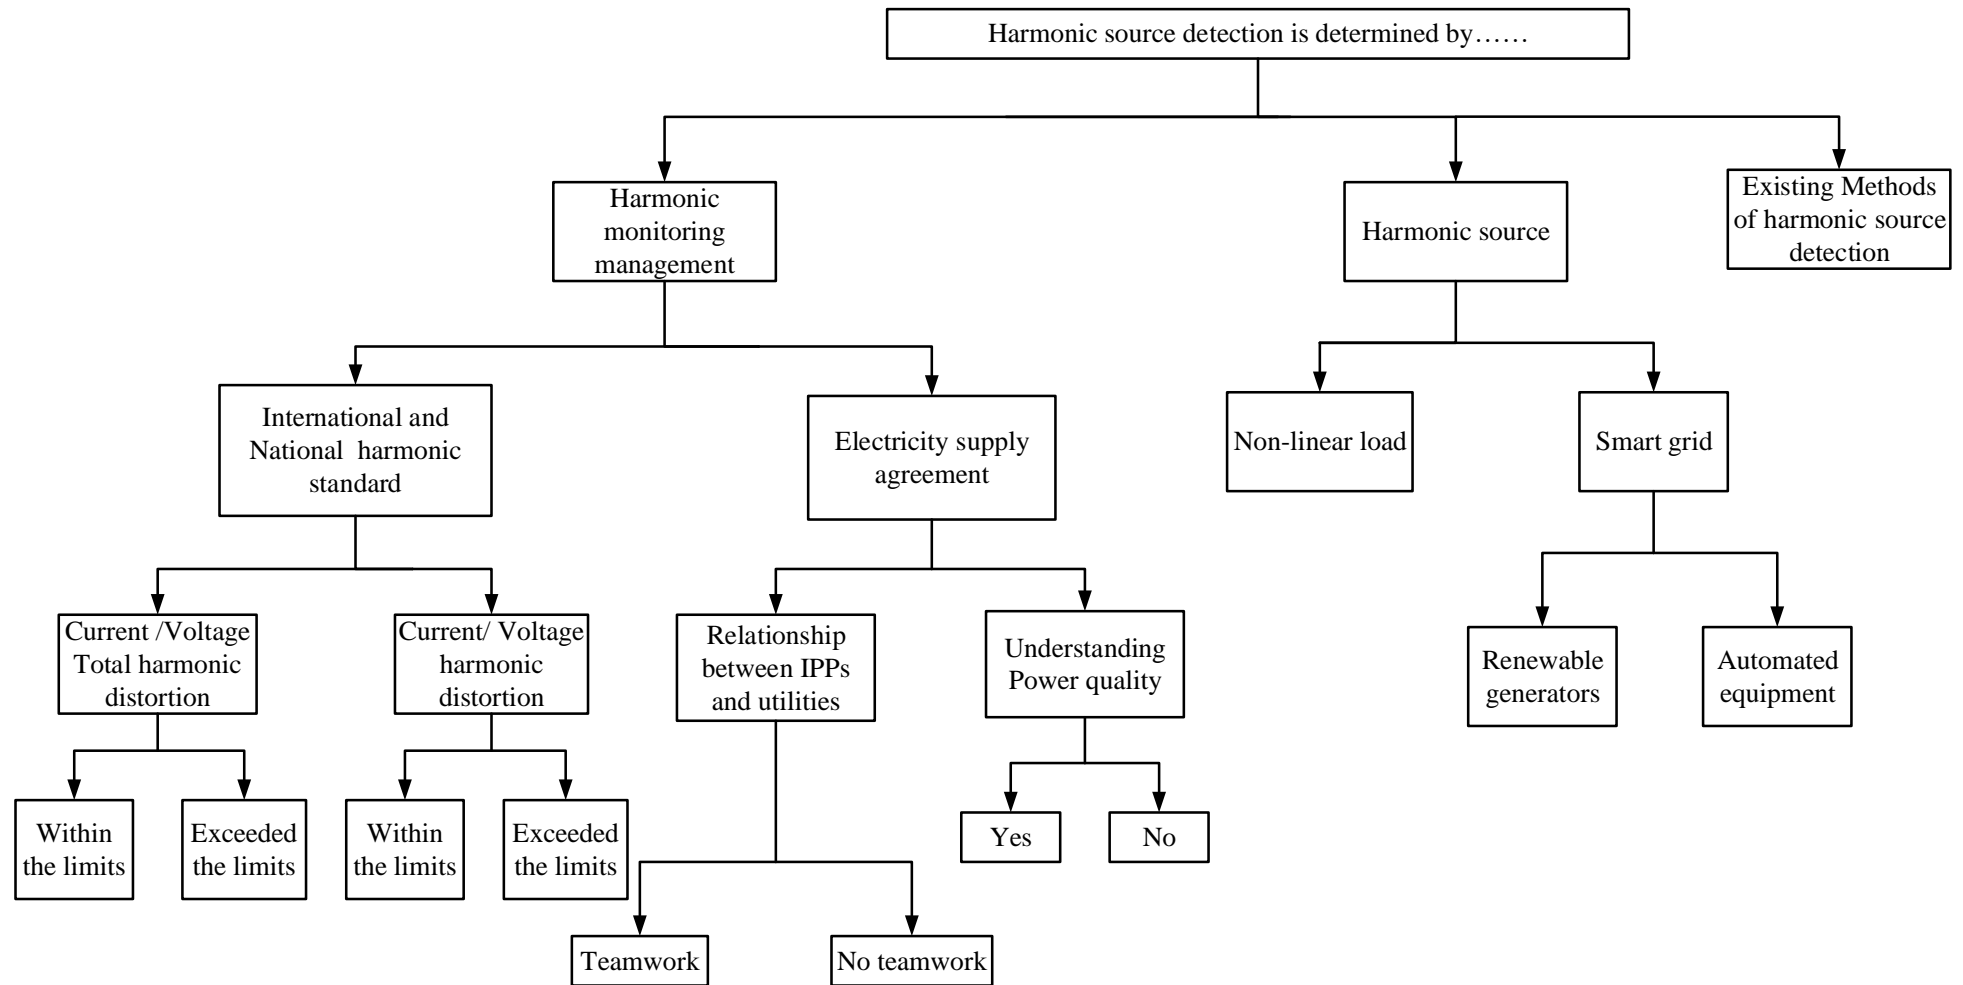 Harmonic source detection is determined by……
Harmonic
monitoring
management
Harmonic source
Existing Methods
of harmonic source
detection
International and
National  harmonic
standard
Electricity supply
agreement
Non-linear load
Smart grid
Current /Voltage
Total harmonic
distortion
Current/ Voltage
harmonic
distortion
Relationship
between IPPs
and utilities
Understanding
Power quality
Renewable
generators
Automated
equipment
Within
the limits
Exceeded
the limits
Within
the limits
Exceeded
the limits
Yes
No
Teamwork
No teamwork